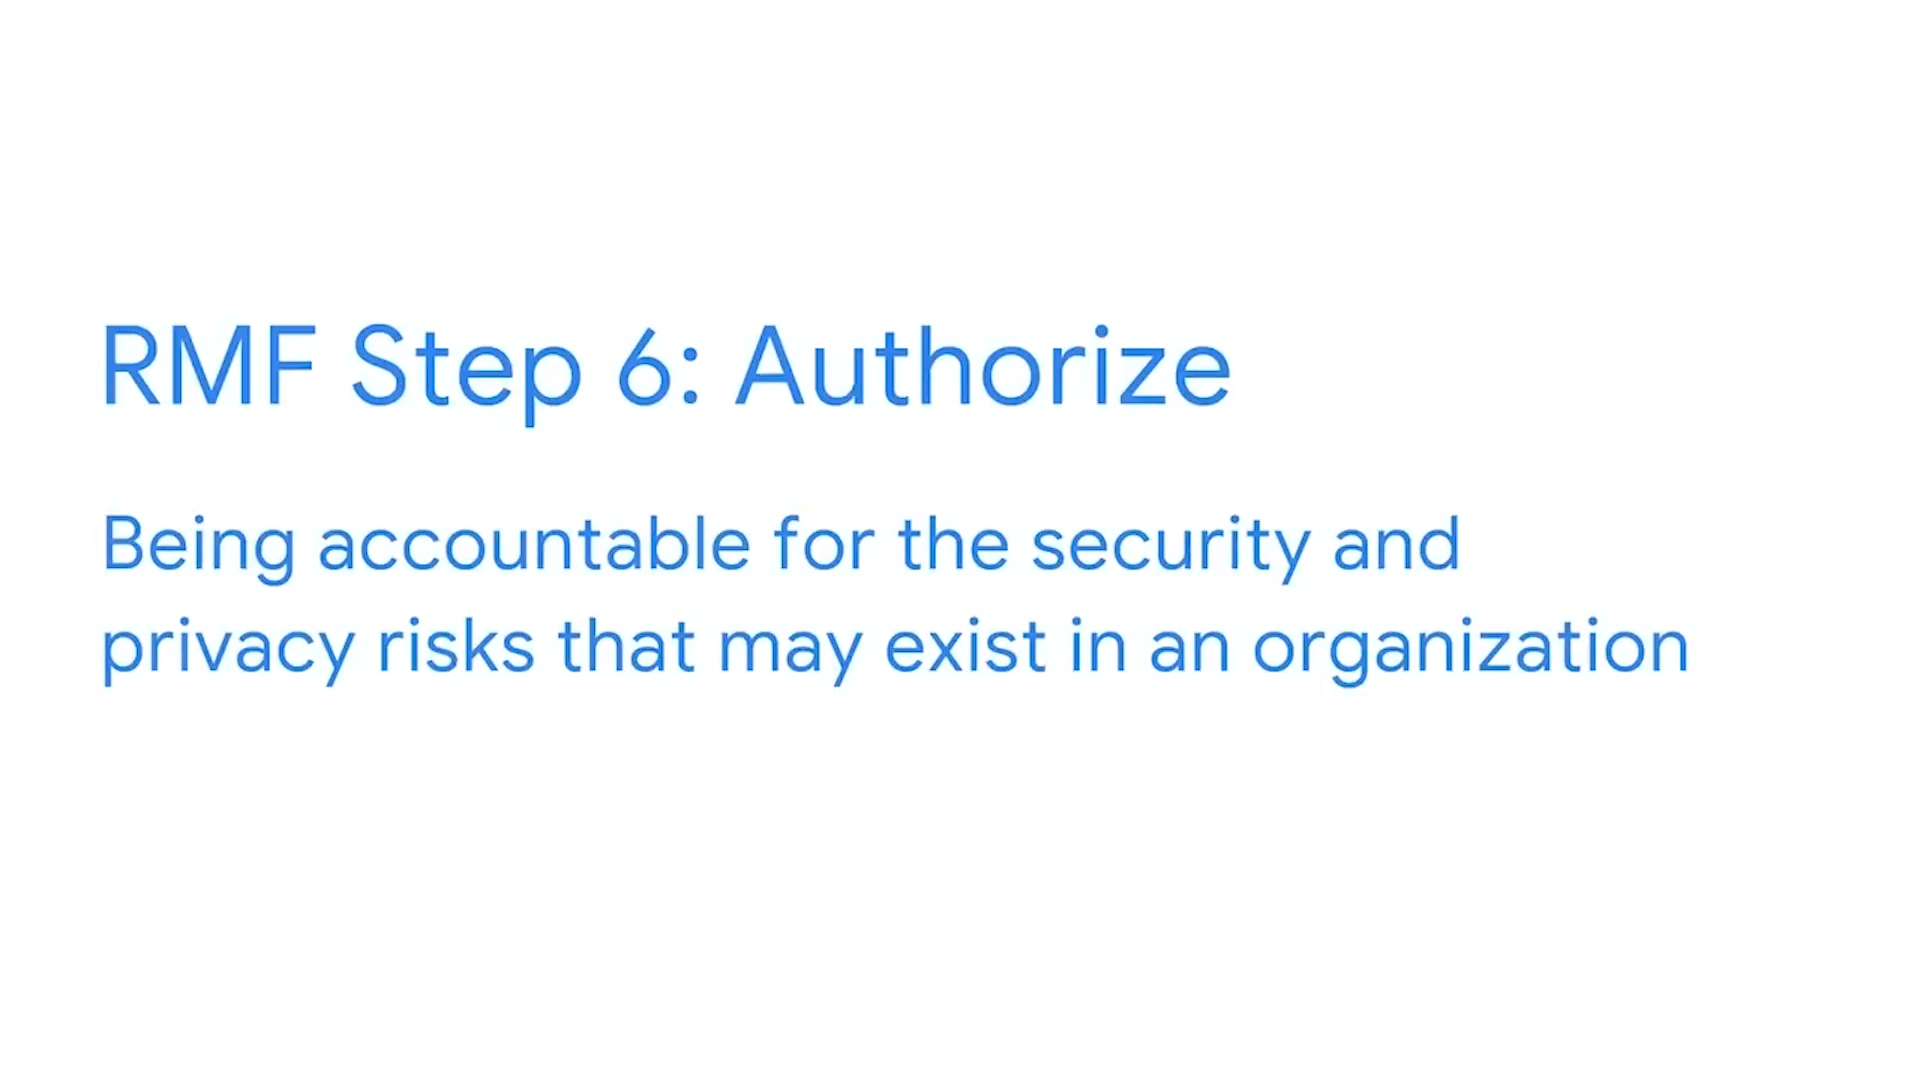 RMF Step 6: Authorize
Being accountable for the security and
privacy risks that may exist in an organization